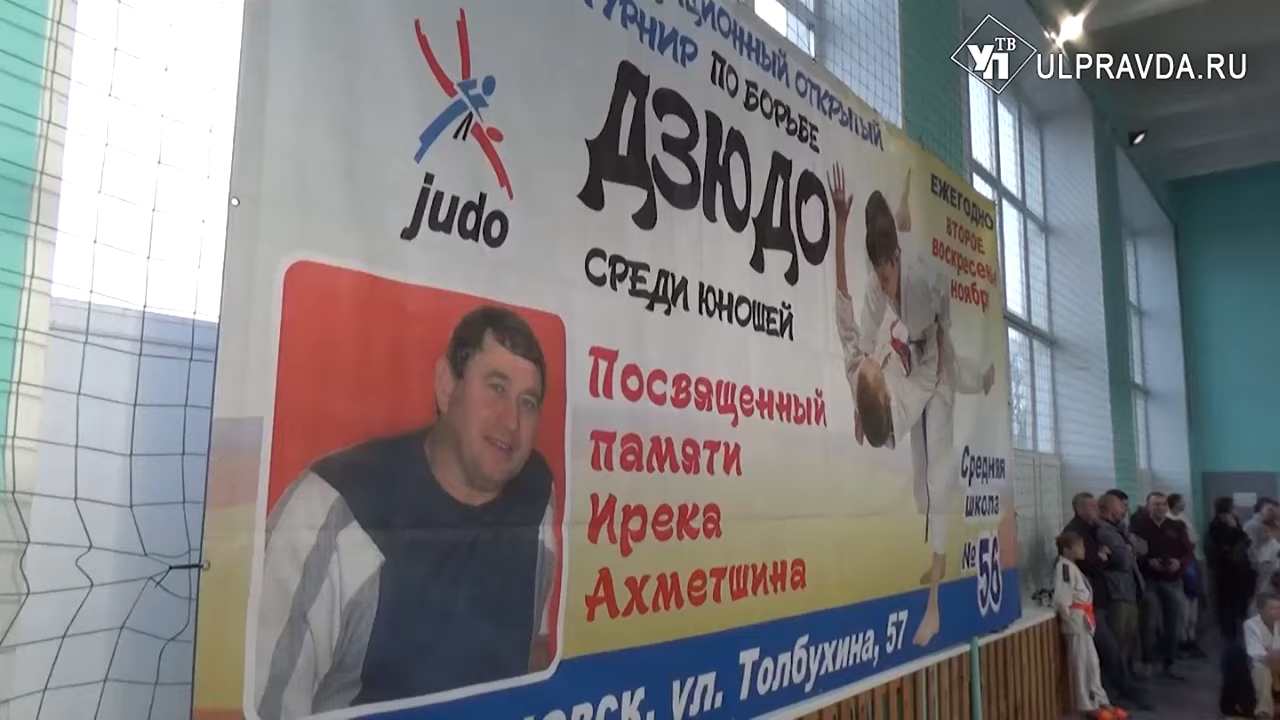 ТВ
УП
ULPRAVDA.RU
ОТКРЫТЫЙ
ТУРНИР ПО БОРЬБЕ
ДЗЮДО
СРЕДИ ЮНОШЕЙ
judo
ЕЖЕГОДНО
ВТОРОЕ
Посвященный
памяти
Ирека
Ахметшина
Средняя
школа
№ 56
ул. Толбухина, 57